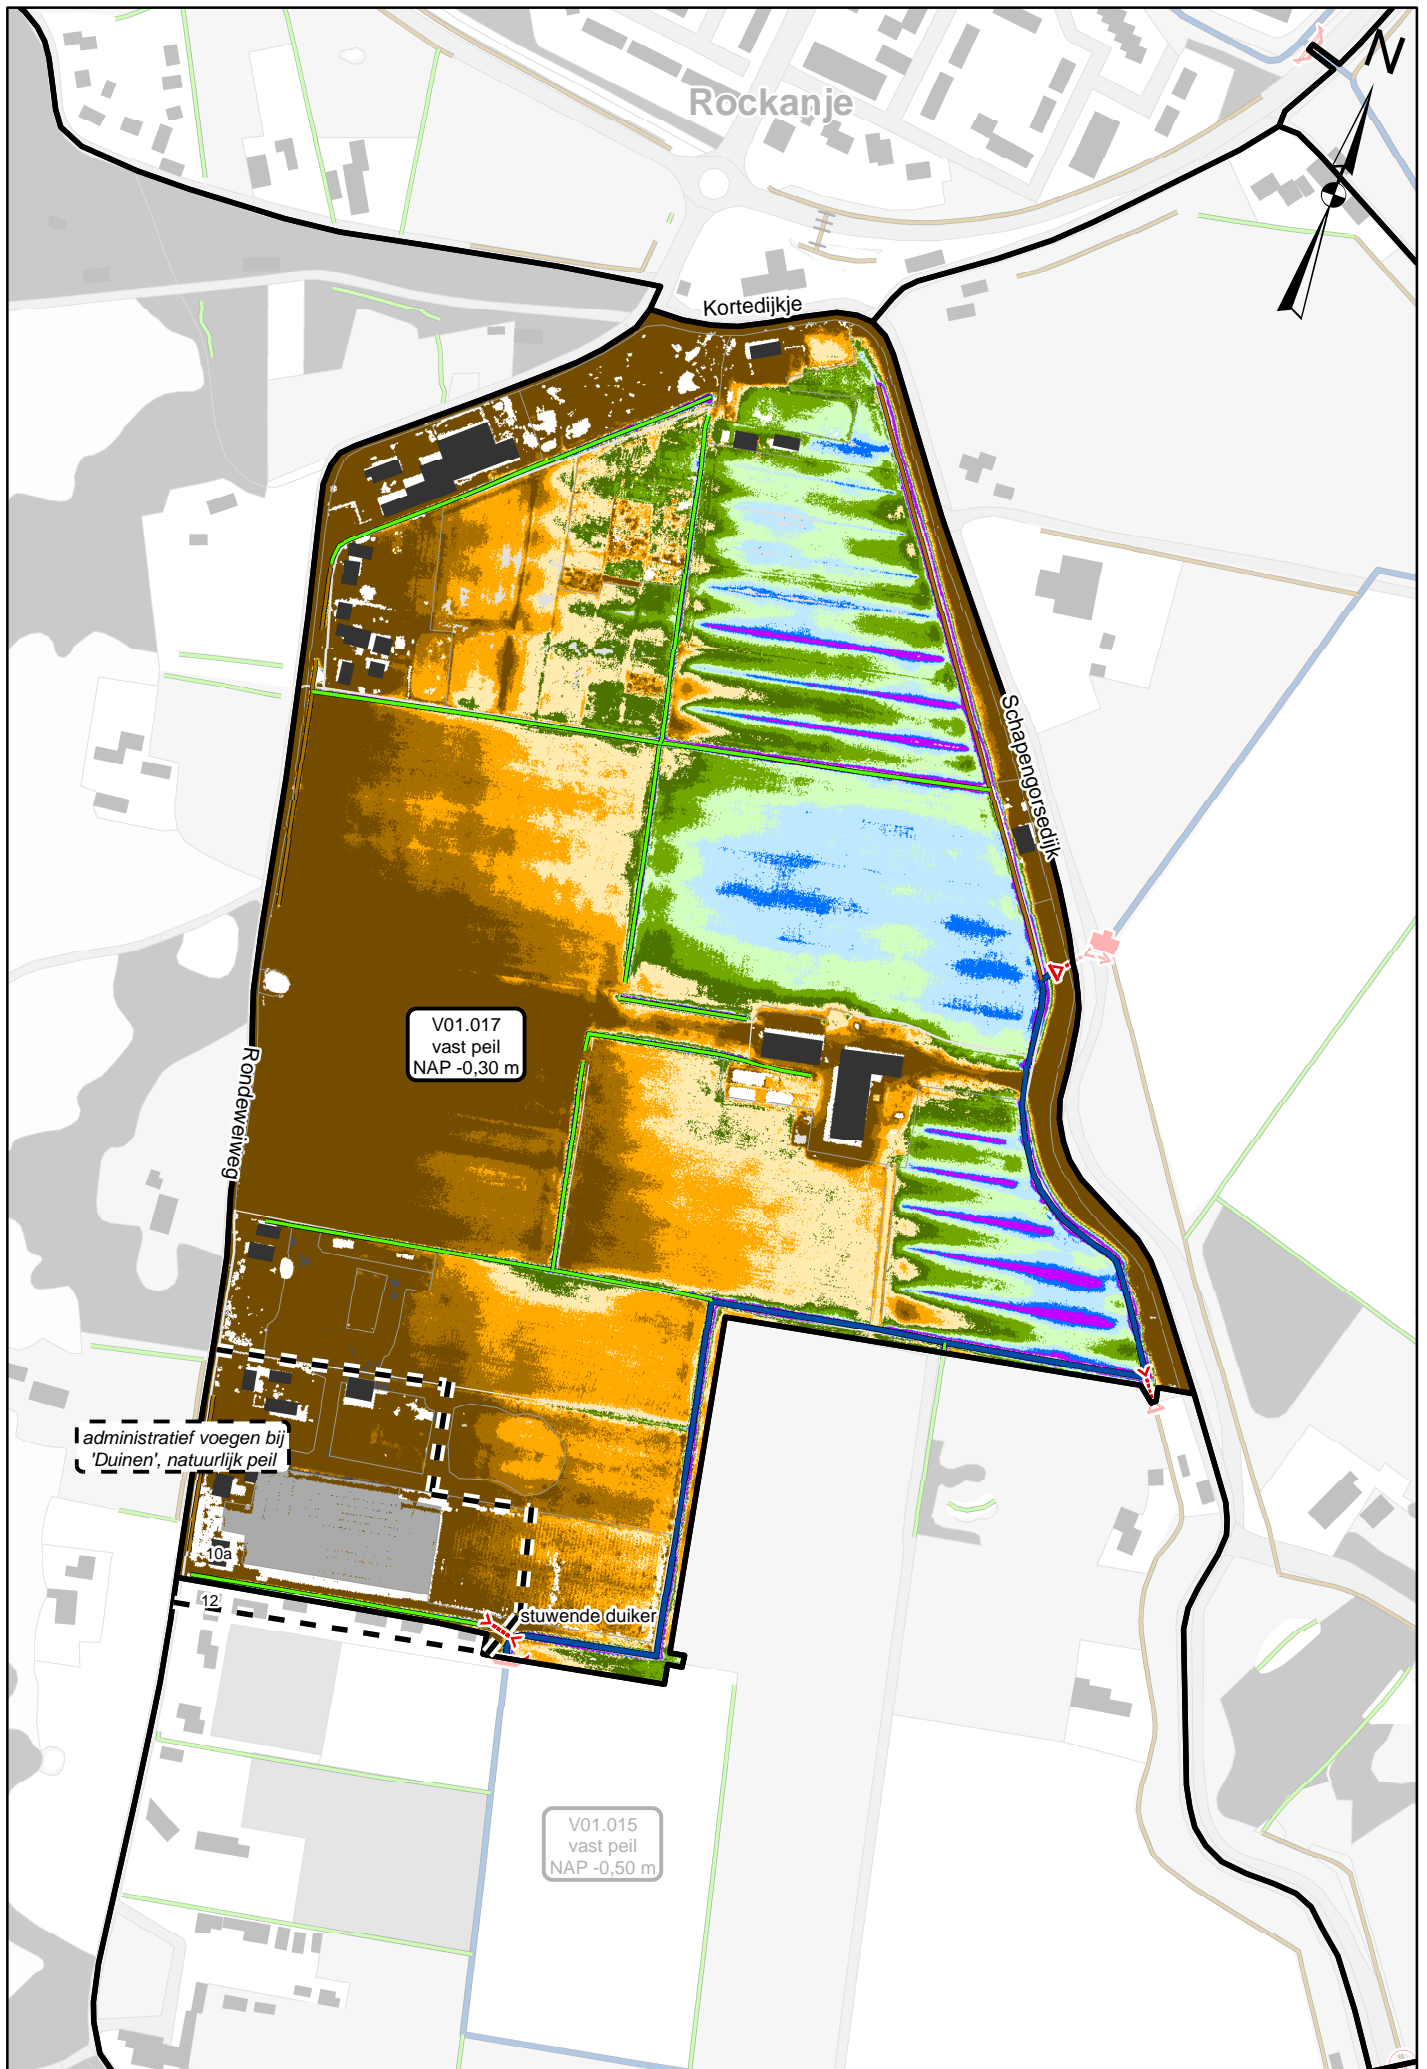 Rockanje
N
Kortedijkje
Schapengorsedijk
V01.017
vast peil
NAP -0,30 m
Rondeweiweg
administratief voegen bij
'Duinen', natuurlijk peil
10a
12
stuwende duiker
V01.015
vast peil
NAP -0,50 m